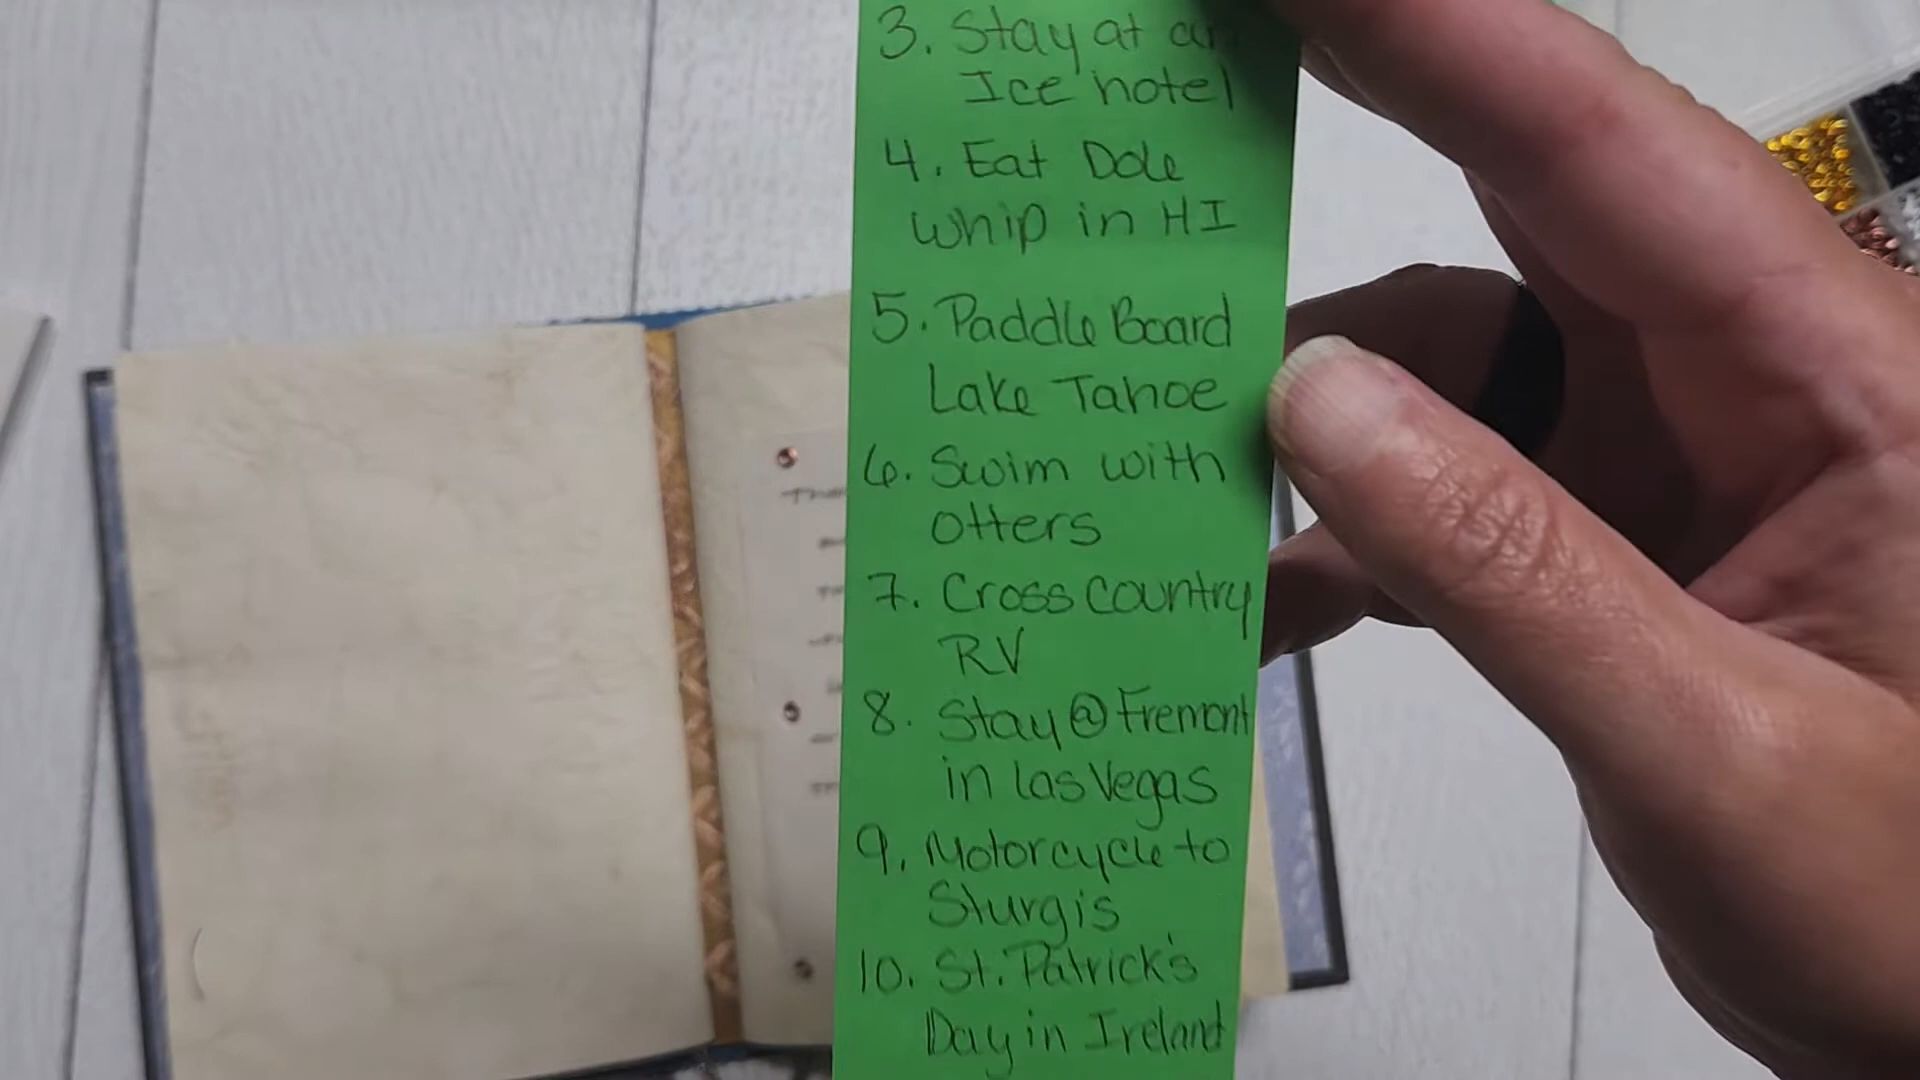 3. Stay at an
Ice hotel
4. Eat Dole
Whip in HI
5. Paddle Board
Lake Tahoe
6. Swim with
otters
7. Cross Country
RV
8. Stay @ Fremont
in Las Vegas
9. Motorcycle to
Sturgis
10. St. Patrick's
Day in Ireland